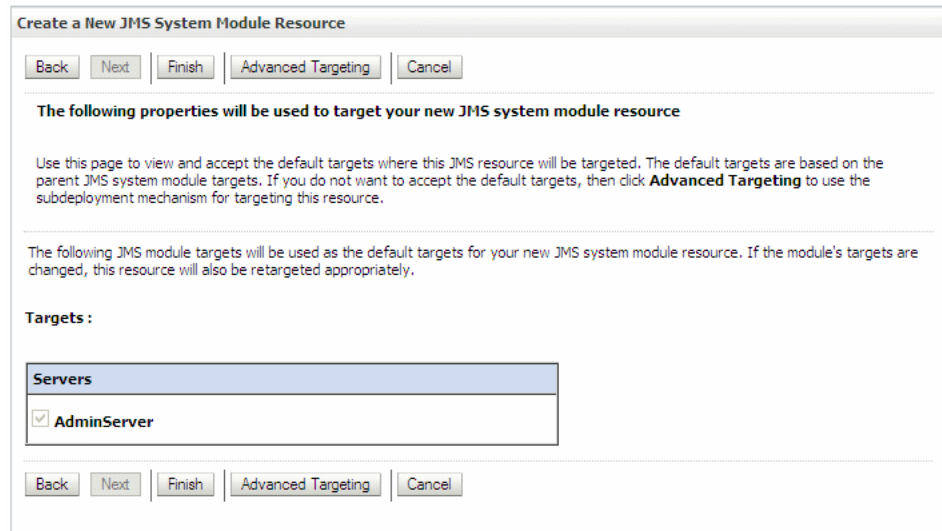 Create a New JMS System Module Resource
Back Next Finish Advanced Targeting Cancel
The following properties will be used to target your new JMS system module resource
Use this page to view and accept the default targets where this JMS resource will be targeted. The default targets are based on the
parent JMS system module targets. If you do not want to accept the default targets, then click Advanced Targeting to use the
subdeployment mechanism for targeting this resource.
The following JMS module targets will be used as the default targets for your new JMS system module resource. If the module's targets are
changed, this resource will also be retargeted appropriately.
Targets :
Servers
AdminServer
Back Next Finish Advanced Targeting Cancel